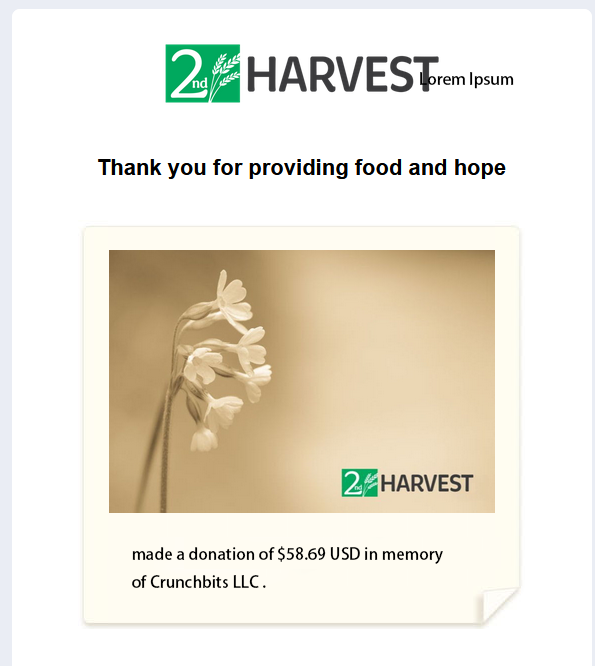 2nd HARVEST
Lorem Ipsum
Thank you for providing food and hope
2nd HARVEST
made a donation of $58.69 USD in memory
of Crunchbits LLC .